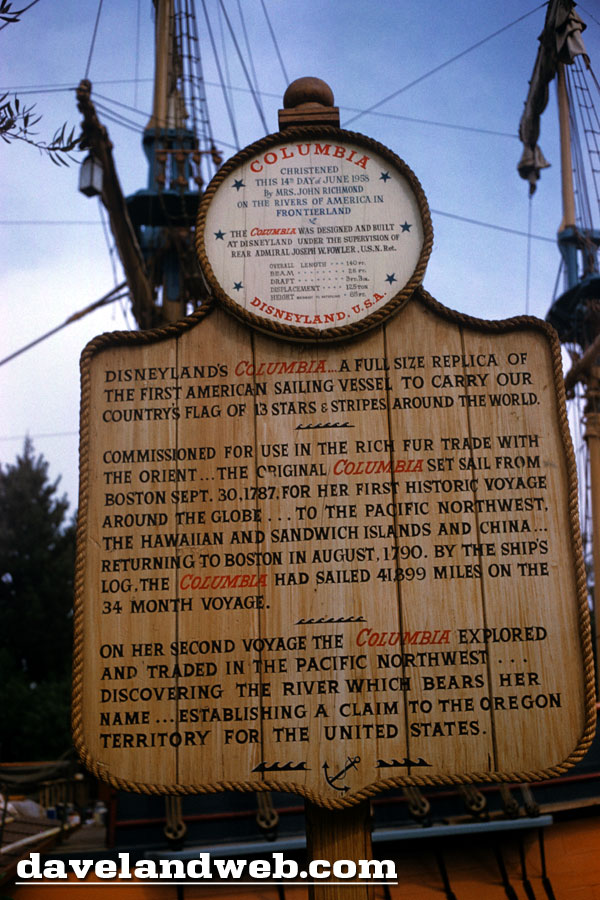 COLUMBIA
CHRISTENED
THIS 14TH DAY of JUNE 1958
By MRS. JOHN RICHMOND
ON THE RIVERS OF AMERICA IN
FRONTIERLAND
THE COLUMBIA WAS DESIGNED AND BUILT
AT DISNEYLAND UNDER THE SUPERVISION OF
REAR ADMIRAL JOSEPH W. FOWLER, U.S.N. Ret.
OVERALL LENGTH ---- 110 FT.
BEAM
DRAFT
DISPLACEMENT
HEIGHT
DISNEYLAND, U.S.A.
DISNEYLAND'S COLUMBIA...A FULL SIZE REPLICA OF
THE FIRST AMERICAN SAILING VESSEL TO CARRY OUR
COUNTRY'S FLAG OF 13 STARS & STRIPES AROUND THE WORLD.
COMMISSIONED FOR USE IN THE RICH FUR TRADE WITH
THE ORIENT...THE ORIGINAL COLUMBIA SET SAIL FROM
BOSTON SEPT. 30, 1787, FOR HER FIRST HISTORIC VOYAGE
AROUND THE GLOBE... TO THE PACIFIC NORTHWEST,
THE HAWAIIAN AND SANDWICH ISLANDS AND CHINA...
RETURNING TO BOSTON IN AUGUST, 1790. BY THE SHIP'S
LOG, THE COLUMBIA HAD SAILED 41,899 MILES ON THE
34 MONTH VOYAGE.
ON HER SECOND VOYAGE THE COLUMBIA EXPLORED
AND TRADED IN THE PACIFIC NORTHWEST...
DISCOVERING THE RIVER WHICH BEARS HER
NAME...ESTABLISHING A CLAIM TO THE OREGON
TERRITORY FOR THE UNITED STATES.
davelandweb.com